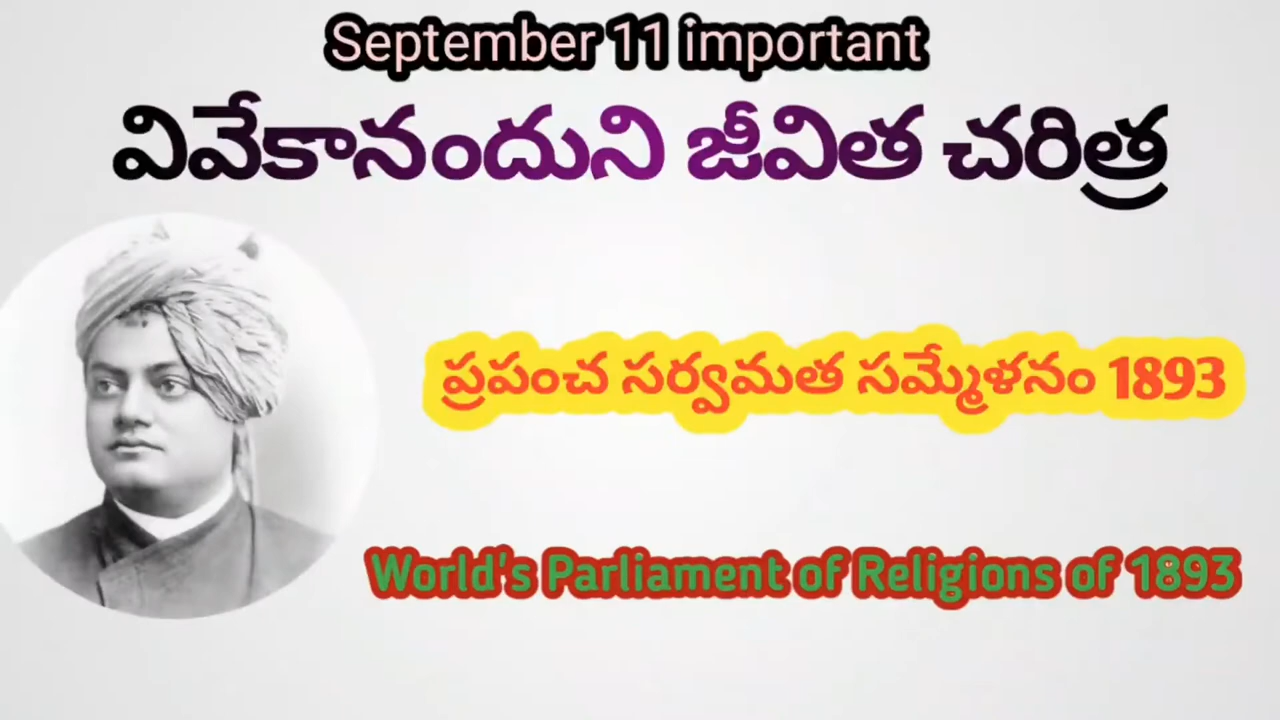 September 11 important
వివేకానందుని జీవిత చరిత్ర
ప్రపంచ సర్వమత సమ్మేళనం 1893
World's Parliament of Religions of 1893